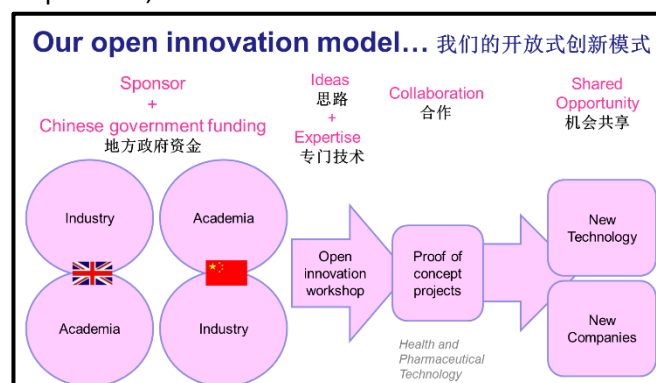 Our open innovation model... 我们的开放式创新模式
Sponsor
+
Chinese government funding
地方政府资金
Ideas
思路
+
Expertise
专门技术
Collaboration
合作
Shared
Opportunity
机会共享
Industry
Academia
Academia
Industry
Open
innovation
workshop
Proof of
concept
projects
Health and
Pharmaceutical
Technology
New
Technology
New
Companies